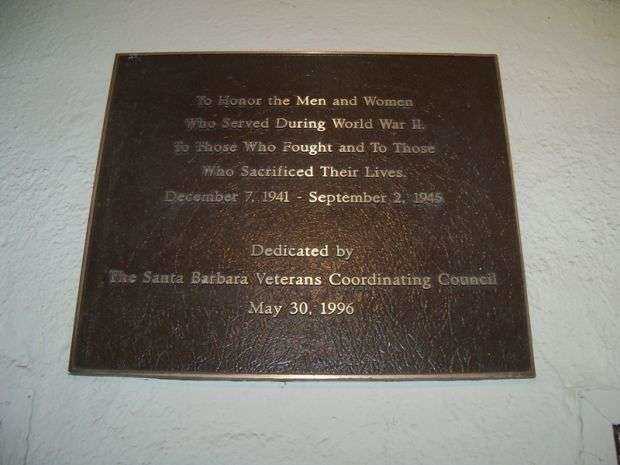 To Honor the Men and Women
Who Served During World War II.
To Those Who Fought and To Those
Who Sacrificed Their Lives.
December 7, 1941 - September 2, 1945
Dedicated by
The Santa Barbara Veterans Coordinating Council
May 30, 1996